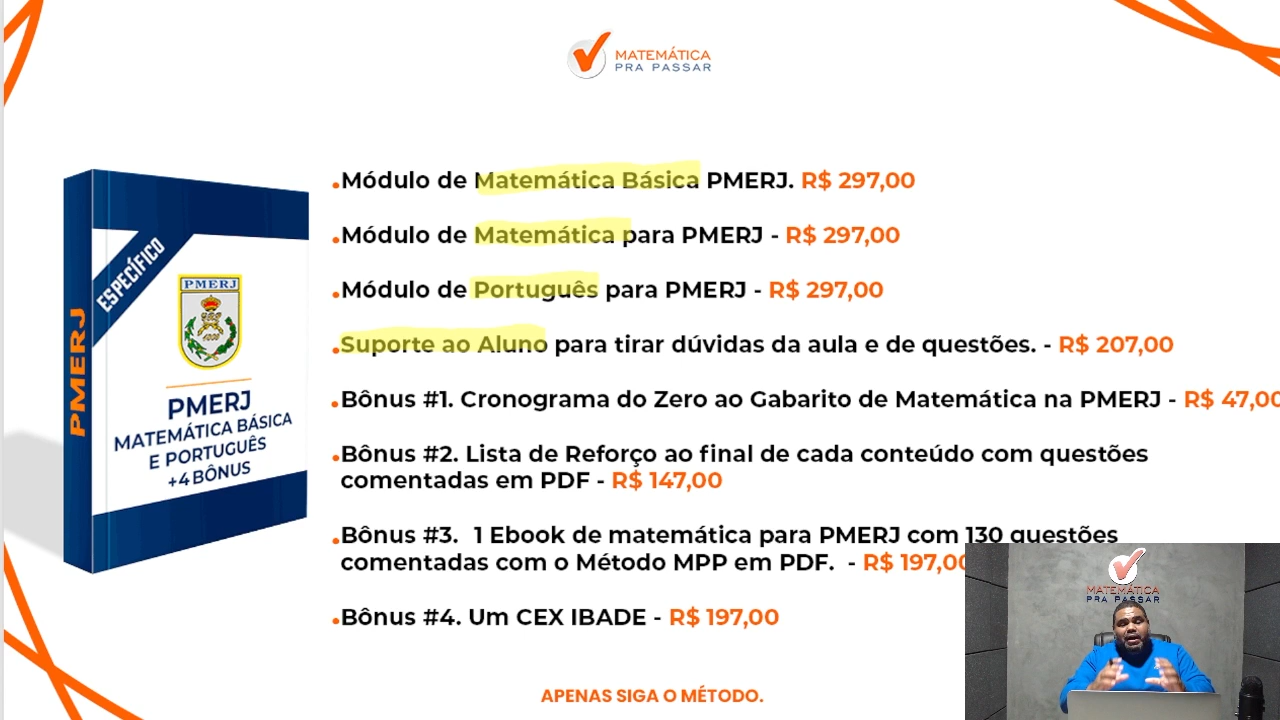 MATEMÁTICA
PRA PASSAR
.Módulo de Matemática Básica PMERJ. R$ 297,00
.Módulo de Matemática para PMERJ - R$ 297,00
.Módulo de Português para PMERJ - R$ 297,00
.Suporte ao Aluno para tirar dúvidas da aula e de questões. - R$ 207,00
.Bônus #1. Cronograma do Zero ao Gabarito de Matemática na PMERJ - R$ 47,00
.Bônus #2. Lista de Reforço ao final de cada conteúdo com questões
comentadas em PDF - R$ 147,00
.Bônus #3. 1 Ebook de matemática para PMERJ com 130 questões
comentadas com o Método MPP em PDF. - R$ 197,00
.Bônus #4. Um CEX IBADE - R$ 197,00
APENAS SIGA O MÉTODO.
PMERJ
ESPECÍFICO
PMERJ
PMERJ
MATEMÁTICA BÁSICA
E PORTUGUÊS
+4 BÔNUS
MATEMÁTICA
PRA PASSAR